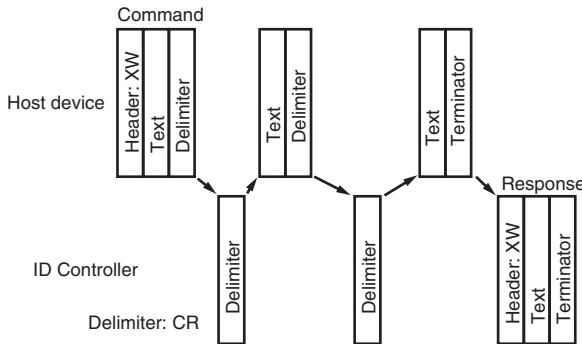 Command
Host device
Header: XW
Text
Delimiter
Text
Delimiter
Text
Terminator
Response
ID Controller
Delimiter
Delimiter
Header: XW
Text
Terminator
Delimiter: CR